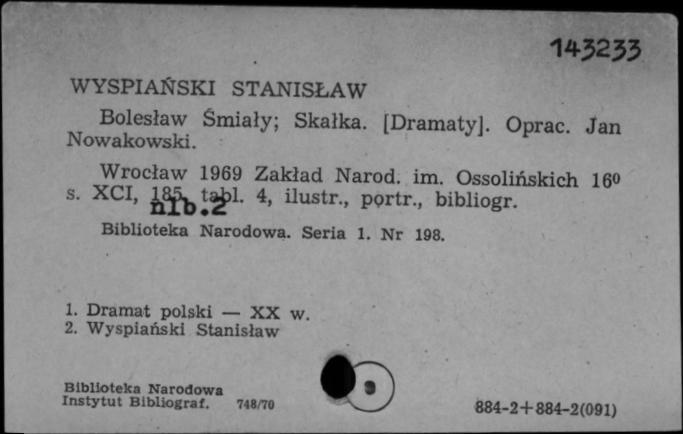 143233
WYSPIAŃSKI STANISŁAW
Bolesław Śmiały; Skałka. [Dramaty]. Oprac. Jan
Nowakowski.
Wrocław 1969 Zakład Narod. im. Ossolińskich 16⁰
s. XCI, 185, tabl. 4, ilustr., portr., bibliogr.
nlb.2
Biblioteka Narodowa. Seria 1. Nr 198.
1. Dramat polski — XX w.
2. Wyspiański Stanisław
Biblioteka Narodowa
Instytut Bibliograf. 748/70
884-2+884-2(091)